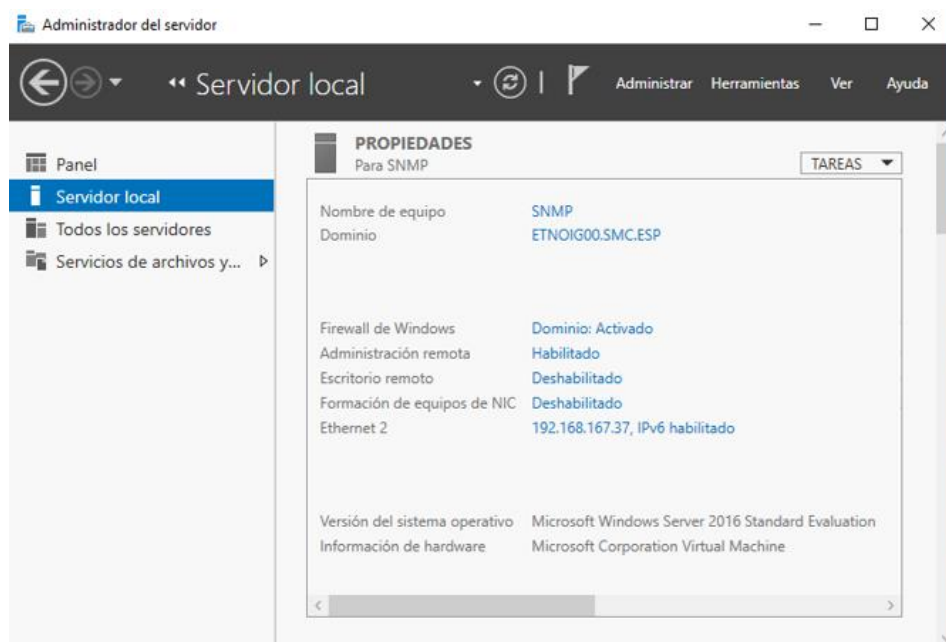 Administrador del servidor
Servidor local
Administrar Herramientas Ver Ayuda
Panel
Servidor local
Todos los servidores
Servicios de archivos y...
PROPIEDADES
Para SNMP
TAREAS
Nombre de equipo SNMP
Dominio ETNOIG00.SMC.ESP
Firewall de Windows Dominio: Activado
Administración remota Habilitado
Escritorio remoto Deshabilitado
Formación de equipos de NIC Deshabilitado
Ethernet 2 192.168.167.37, IPv6 habilitado
Versión del sistema operativo Microsoft Windows Server 2016 Standard Evaluation
Información de hardware Microsoft Corporation Virtual Machine